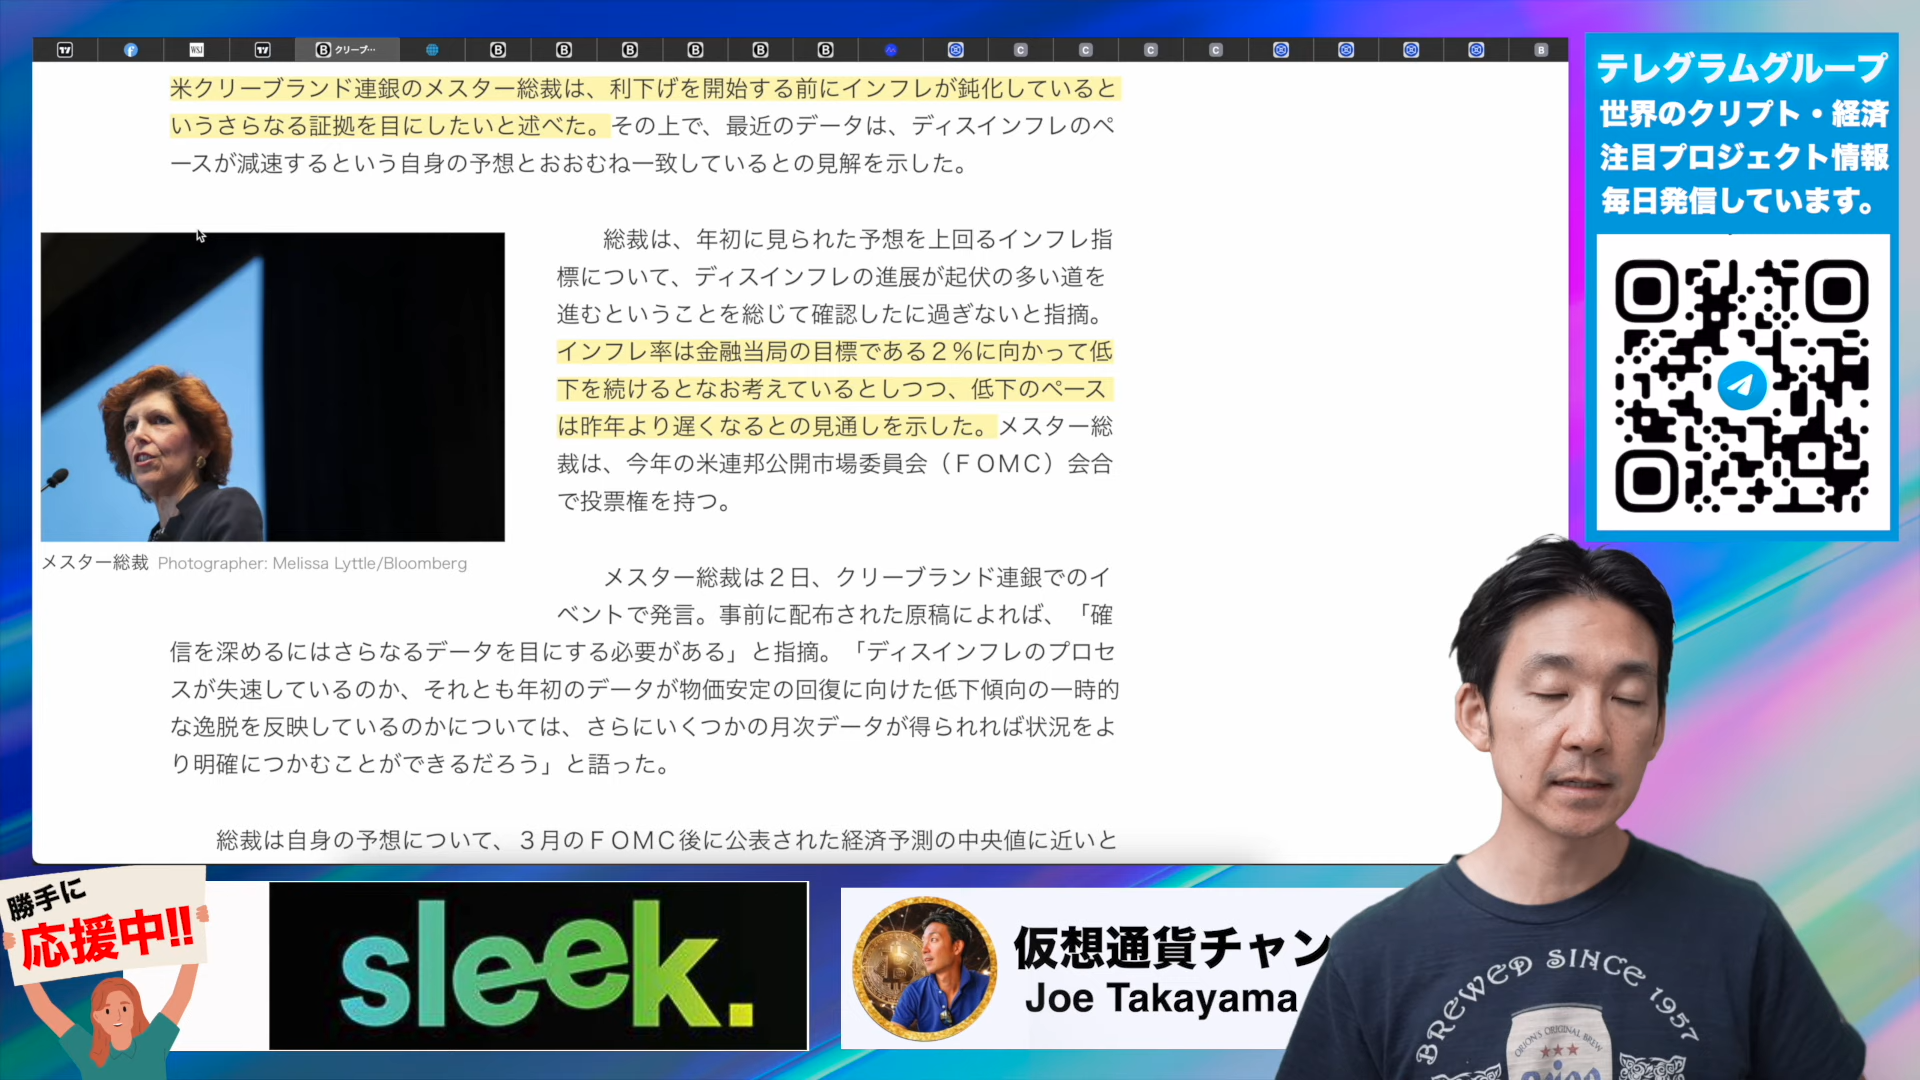 WSJ
クリーブ…
米クリーブランド連銀のメスター総裁は、利下げを開始する前にインフレが鈍化していると
いうさらなる証拠を目にしたいと述べた。その上で、最近のデータは、ディスインフレのペ
ースが減速するという自身の予想とおおむね一致しているとの見解を示した。
総裁は、年初に見られた予想を上回るインフレ指
標について、ディスインフレの進展が起伏の多い道を
進むということを総じて確認したに過ぎないと指摘。
インフレ率は金融当局の目標である２％に向かって低
下を続けるとなお考えているとしつつ、低下のペース
は昨年より遅くなるとの見通しを示した。メスター総
裁は、今年の米連邦公開市場委員会（ＦＯＭＣ）会合
で投票権を持つ。
メスター総裁 Photographer: Melissa Lyttle/Bloomberg
メスター総裁は２日、クリーブランド連銀でのイ
ベントで発言。事前に配布された原稿によれば、「確
信を深めるにはさらなるデータを目にする必要がある」と指摘。「ディスインフレのプロセ
スが失速しているのか、それとも年初のデータが物価安定の回復に向けた低下傾向の一時的
な逸脱を反映しているのかについては、さらにいくつかの月次データが得られれば状況をよ
り明確につかむことができるだろう」と語った。
総裁は自身の予想について、３月のＦＯＭＣ後に公表された経済予測の中央値に近いと
テレグラムグループ
世界のクリプト・経済
注目プロジェクト情報
毎日発信しています。
勝手に
応援中!!
sleek.
仮想通貨チャン
Joe Takayama
BREWED SINCE 1957
ORION'S ORIGINAL BREW